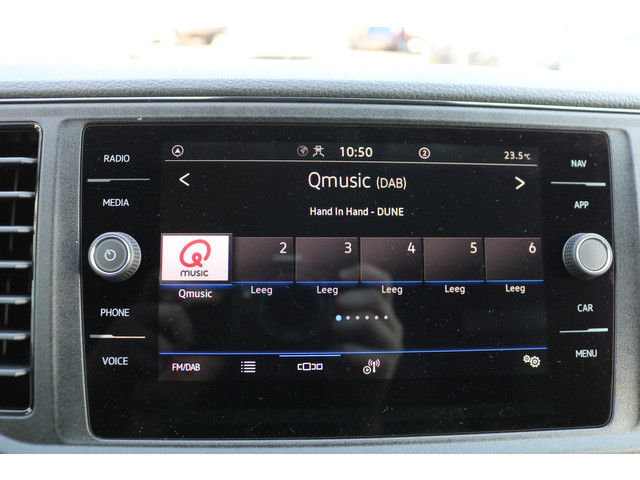 RADIO
MEDIA
PHONE
VOICE
10:50
2
23.5°C
< Qmusic (DAB) >
Hand In Hand - DUNE
Q MUSIC
2 3 4 5 6
Qmusic Leeg Leeg Leeg Leeg Leeg
FM/DAB
NAV
APP
CAR
MENU